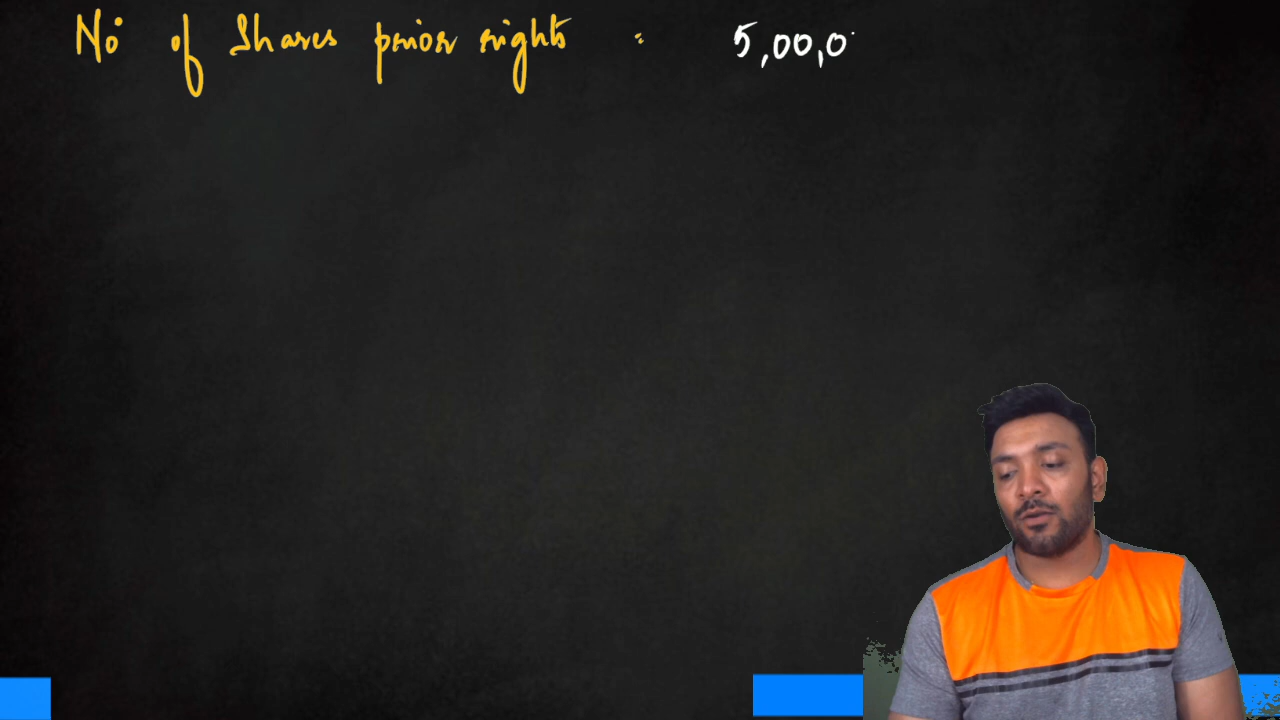 No of Shares prior rights = 5,00,0